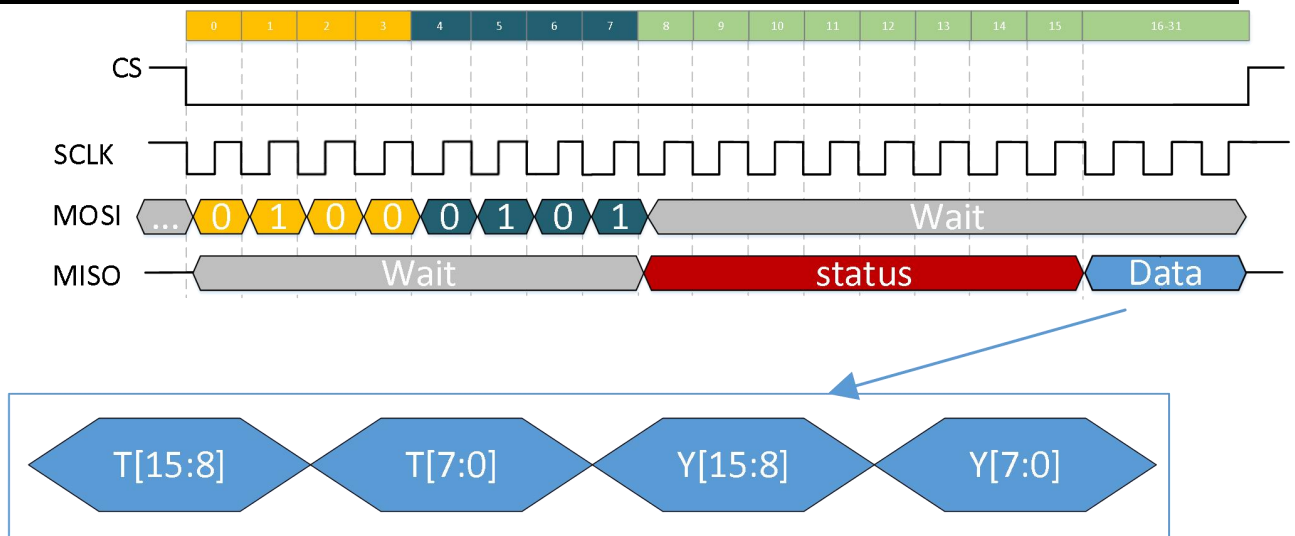 0 1 2 3 4 5 6 7 8 9 10 11 12 13 14 15 16-31
CS
SCLK
MOSI ... 0 1 0 0 0 1 0 1 Wait
MISO Wait status Data
T[15:8] T[7:0] Y[15:8] Y[7:0]